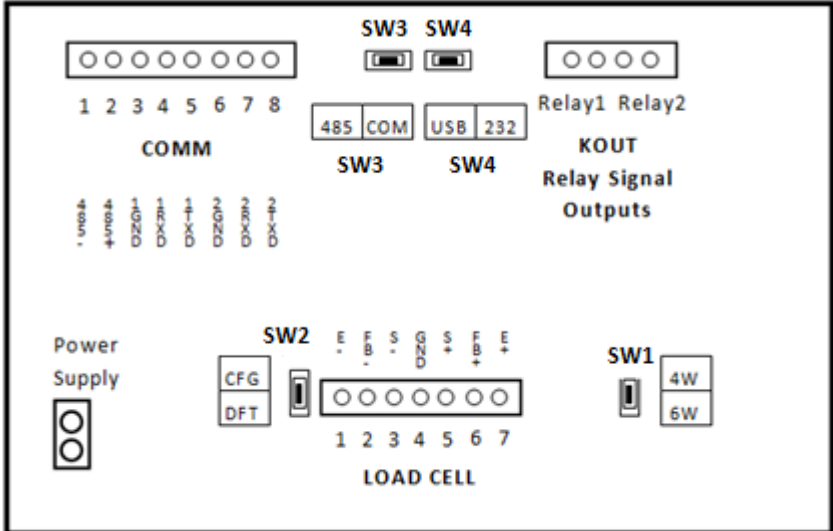 SW3 SW4
1 2 3 4 5 6 7 8
COMM
485 COM
SW3
USB 232
SW4
Relay1 Relay2
KOUT
Relay Signal
Outputs
485-
485+
1GND
1RXD
1TXD
2GND
2RXD
2TXD
Power
Supply
SW2
CFG
DFT
E-
FB-
S-
GND
S+
FB+
E+
1 2 3 4 5 6 7
LOAD CELL
SW1
4W
6W